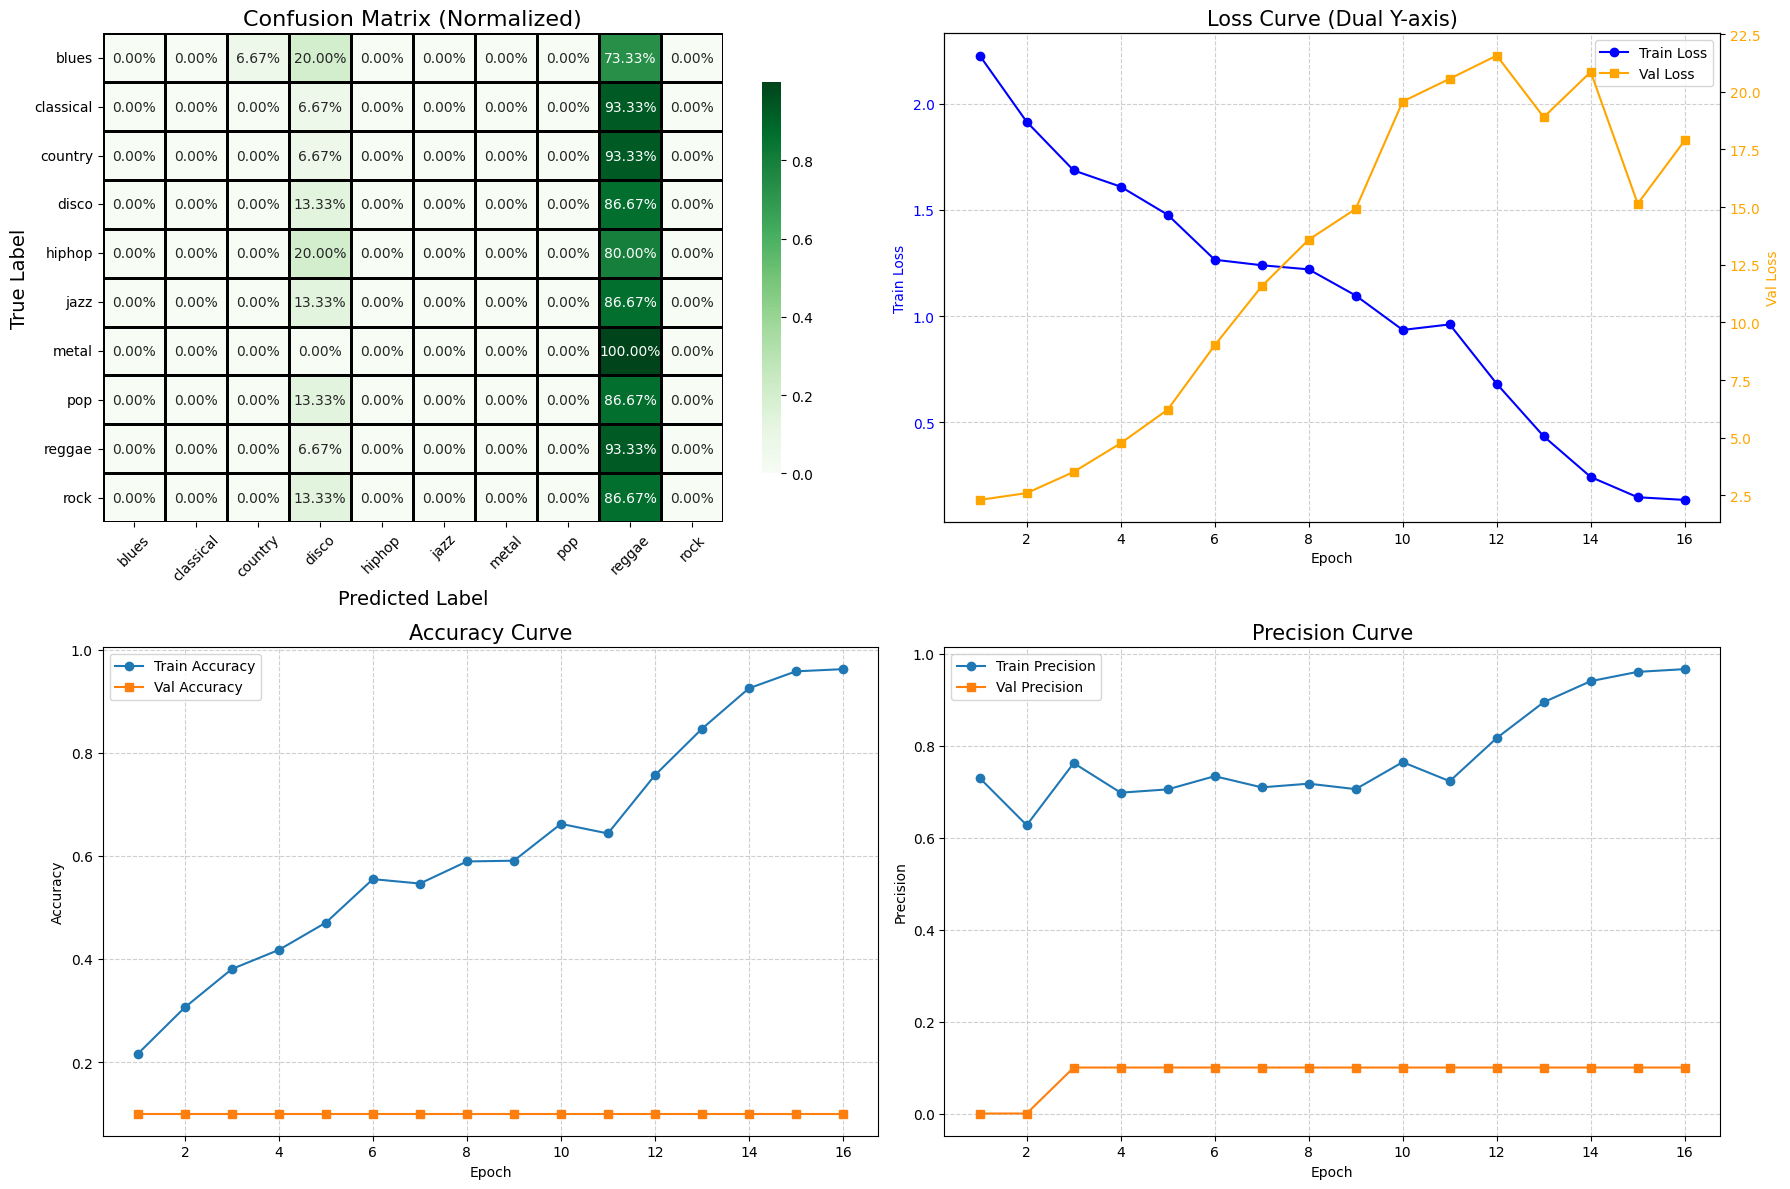 Confusion Matrix (Normalized)
True Label
blues 0.00% 0.00% 6.67% 20.00% 0.00% 0.00% 0.00% 0.00% 73.33% 0.00%
classical 0.00% 0.00% 0.00% 6.67% 0.00% 0.00% 0.00% 0.00% 93.33% 0.00%
country 0.00% 0.00% 0.00% 6.67% 0.00% 0.00% 0.00% 0.00% 93.33% 0.00%
disco 0.00% 0.00% 0.00% 13.33% 0.00% 0.00% 0.00% 0.00% 86.67% 0.00%
hiphop 0.00% 0.00% 0.00% 20.00% 0.00% 0.00% 0.00% 0.00% 80.00% 0.00%
jazz 0.00% 0.00% 0.00% 13.33% 0.00% 0.00% 0.00% 0.00% 86.67% 0.00%
metal 0.00% 0.00% 0.00% 0.00% 0.00% 0.00% 0.00% 0.00% 100.00% 0.00%
pop 0.00% 0.00% 0.00% 13.33% 0.00% 0.00% 0.00% 0.00% 86.67% 0.00%
reggae 0.00% 0.00% 0.00% 6.67% 0.00% 0.00% 0.00% 0.00% 93.33% 0.00%
rock 0.00% 0.00% 0.00% 13.33% 0.00% 0.00% 0.00% 0.00% 86.67% 0.00%
blues classical country disco hiphop jazz metal pop reggae rock
Predicted Label
0.8
0.6
0.4
0.2
0.0
Loss Curve (Dual Y-axis)
Train Loss
Val Loss
Train Loss
2.0
1.5
1.0
0.5
22.5
20.0
17.5
15.0
12.5
10.0
7.5
5.0
2.5
Val Loss
2 4 6 8 10 12 14 16
Epoch
Accuracy Curve
Train Accuracy
Val Accuracy
Accuracy
1.0
0.8
0.6
0.4
0.2
2 4 6 8 10 12 14 16
Epoch
Precision Curve
Train Precision
Val Precision
Precision
1.0
0.8
0.6
0.4
0.2
0.0
2 4 6 8 10 12 14 16
Epoch